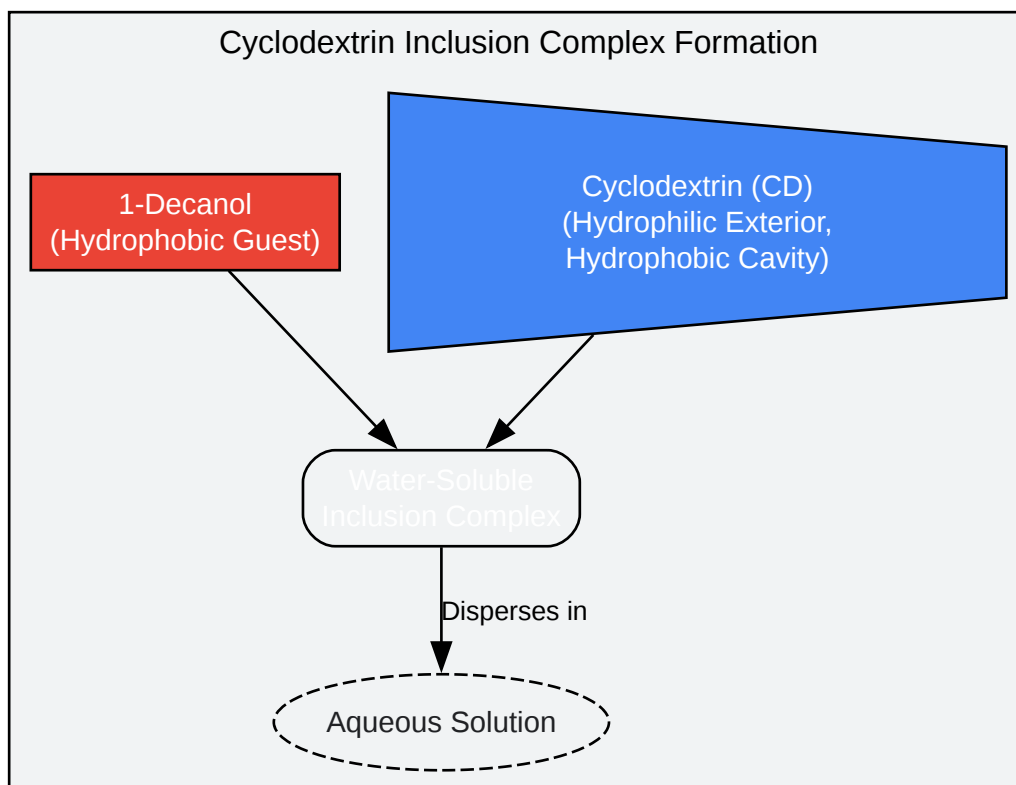 Cyclodextrin Inclusion Complex Formation
1-Decanol
(Hydrophobic Guest)
Cyclodextrin (CD)
(Hydrophilic Exterior,
Hydrophobic Cavity)
Water-Soluble
Inclusion Complex
Disperses in
Aqueous Solution